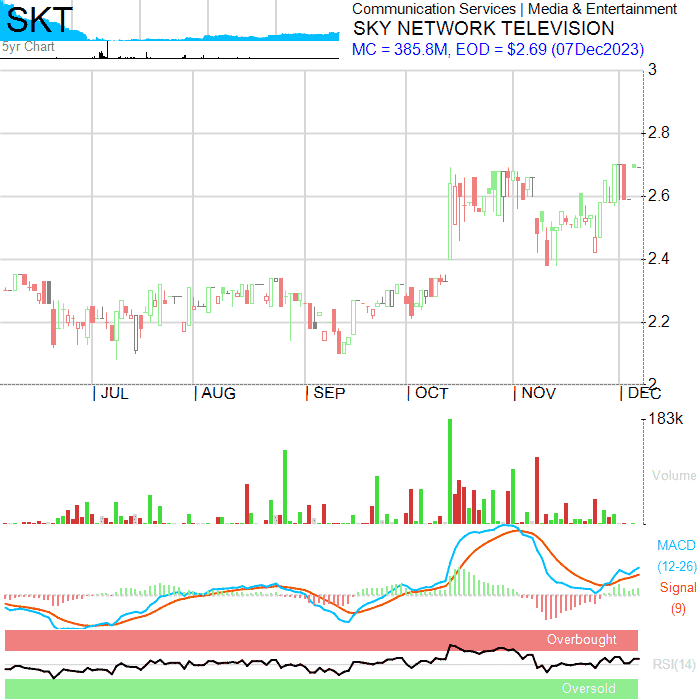 SKT
5yr Chart
Communication Services | Media & Entertainment
SKY NETWORK TELEVISION
MC = 385.8M, EOD = $2.69 (07Dec2023)
3
2.8
2.6
2.4
2.2
2
JUL
AUG
SEP
OCT
NOV
DEC
183k
Volume
MACD
(12-26)
Signal
(9)
Overbought
RSI(14)
Oversold